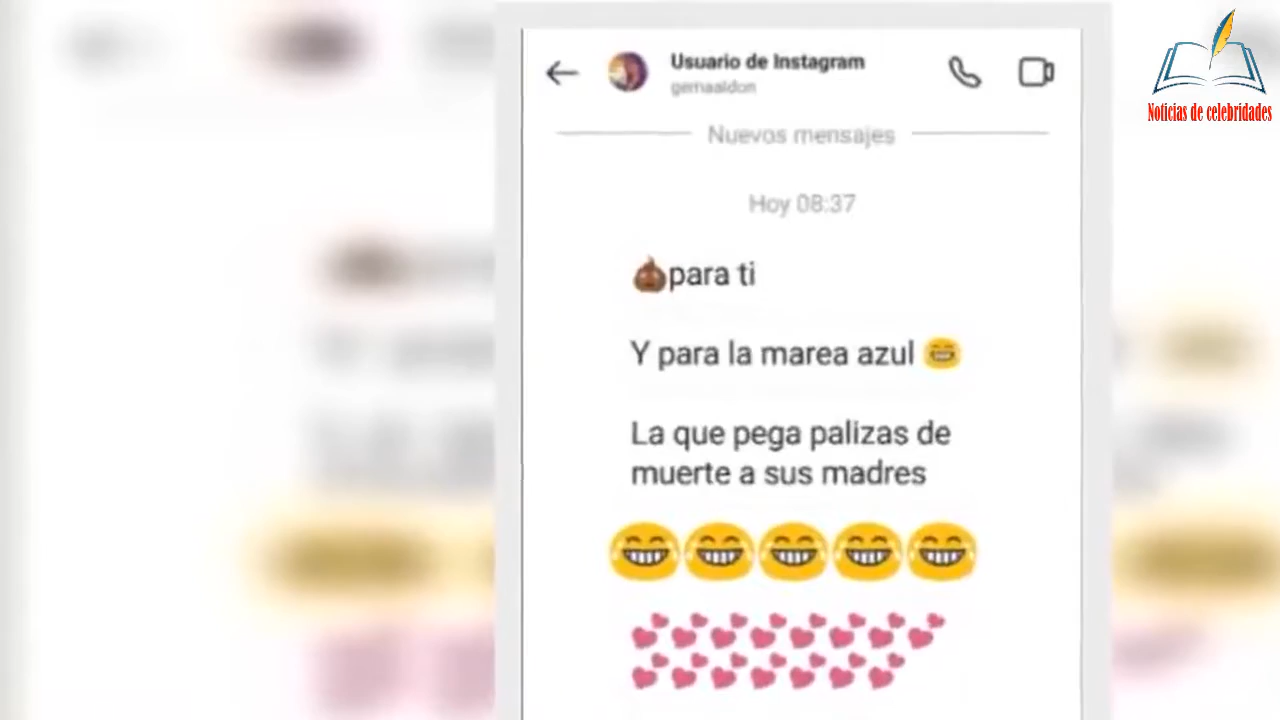 Usuario de Instagram
gemaaldon
Nuevos mensajes
Hoy 08:37
💩para ti
Y para la marea azul 😂
La que pega palizas de
muerte a sus madres
😂😂😂😂😂
💕💕💕💕💕💕💕💕
💕💕💕💕💕💕💕
Noticias de celebridades